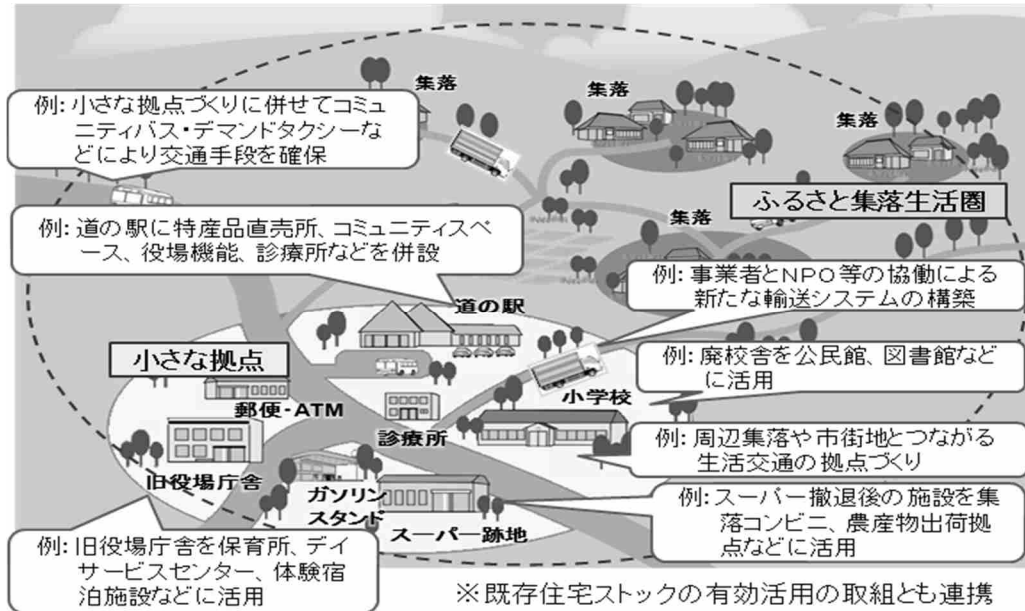 集落
集落
集落
例: 小さな拠点づくりに併せてコミュ
ニティバス・デマンドタクシーな
どにより交通手段を確保
ふるさと集落生活圏
例: 道の駅に特産品直売所、コミュニティスペ
ース、役場機能、診療所などを併設
集落
例: 事業者とNPO等の協働による
新たな輸送システムの構築
道の駅
小さな拠点
例: 廃校舎を公民館、図書館など
に活用
郵便・ATM
小学校
診療所
例: 周辺集落や市街地とつながる
生活交通の拠点づくり
旧役場庁舎
ガソリン
スタンド
スーパー跡地
例: スーパー撤退後の施設を集
落コンビニ、農産物出荷拠
点などに活用
例: 旧役場庁舎を保育所、デイ
サービスセンター、体験宿
泊施設などに活用
※既存住宅ストックの有効活用の取組とも連携